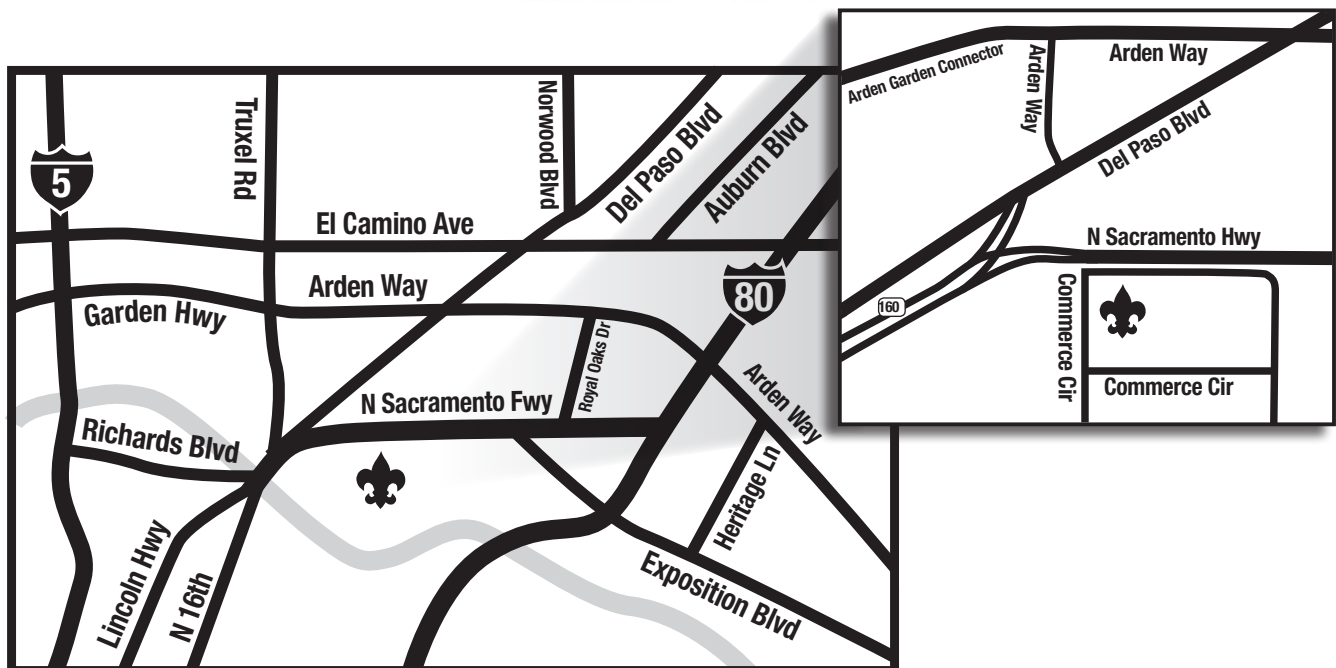 5
Truxel Rd
Norwood Blvd
Del Paso Blvd
Auburn Blvd
El Camino Ave
Arden Way
Garden Hwy
80
Royal Oaks Dr
N Sacramento Fwy
Arden Way
Richards Blvd
Heritage Ln
Lincoln Hwy
N 16th
Exposition Blvd
Arden Garden Connector
Arden Way
Arden Way
Del Paso Blvd
N Sacramento Hwy
160
Commerce Cir
Commerce Cir